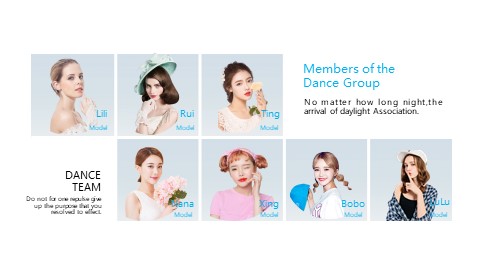 Members of the
Dance Group
No matter how long night,the
arrival of daylight Association.
Lili
Model
Rui
Model
Ting
Model
DANCE
TEAM
Do not for one repulse give
up the purpose that you
resolved to effect.
Model
Xing
Model
Bobo
Model
Model